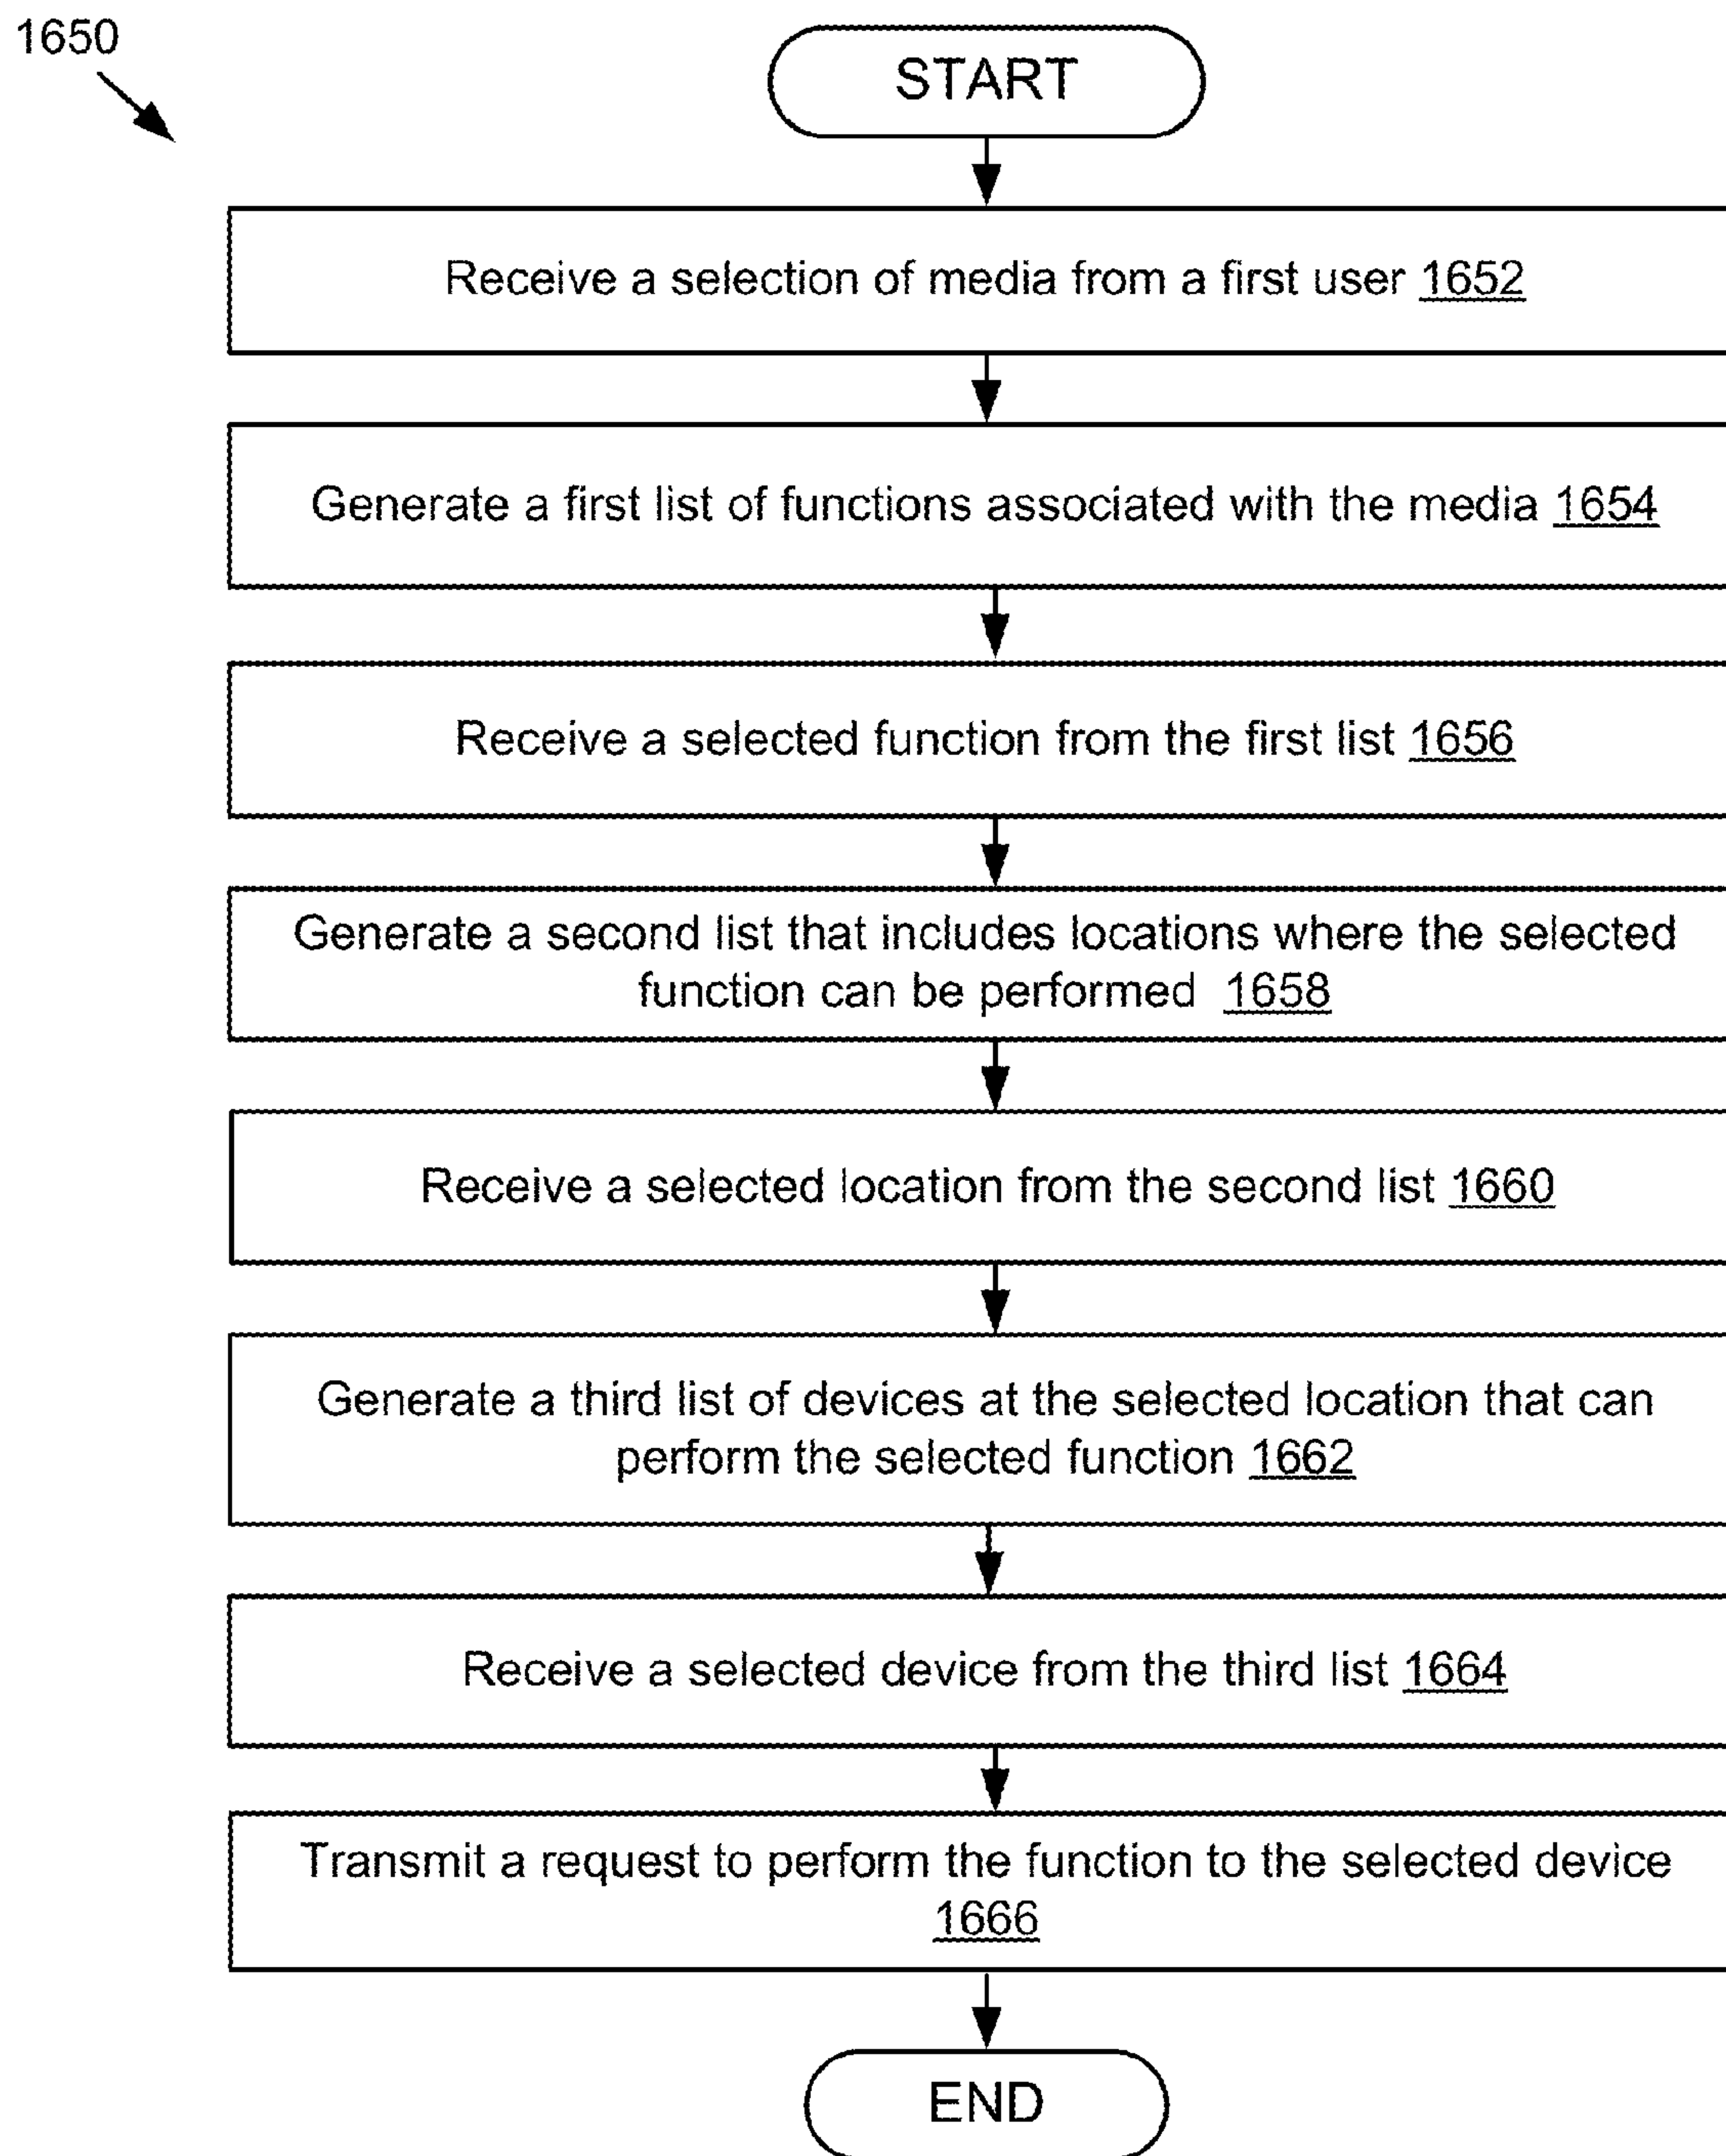 1650
START
Receive a selection of media from a first user 1652
Generate a first list of functions associated with the media 1654
Receive a selected function from the first list 1656
Generate a second list that includes locations where the selected
function can be performed 1658
Receive a selected location from the second list 1660
Generate a third list of devices at the selected location that can
perform the selected function 1662
Receive a selected device from the third list 1664
Transmit a request to perform the function to the selected device
1666
END